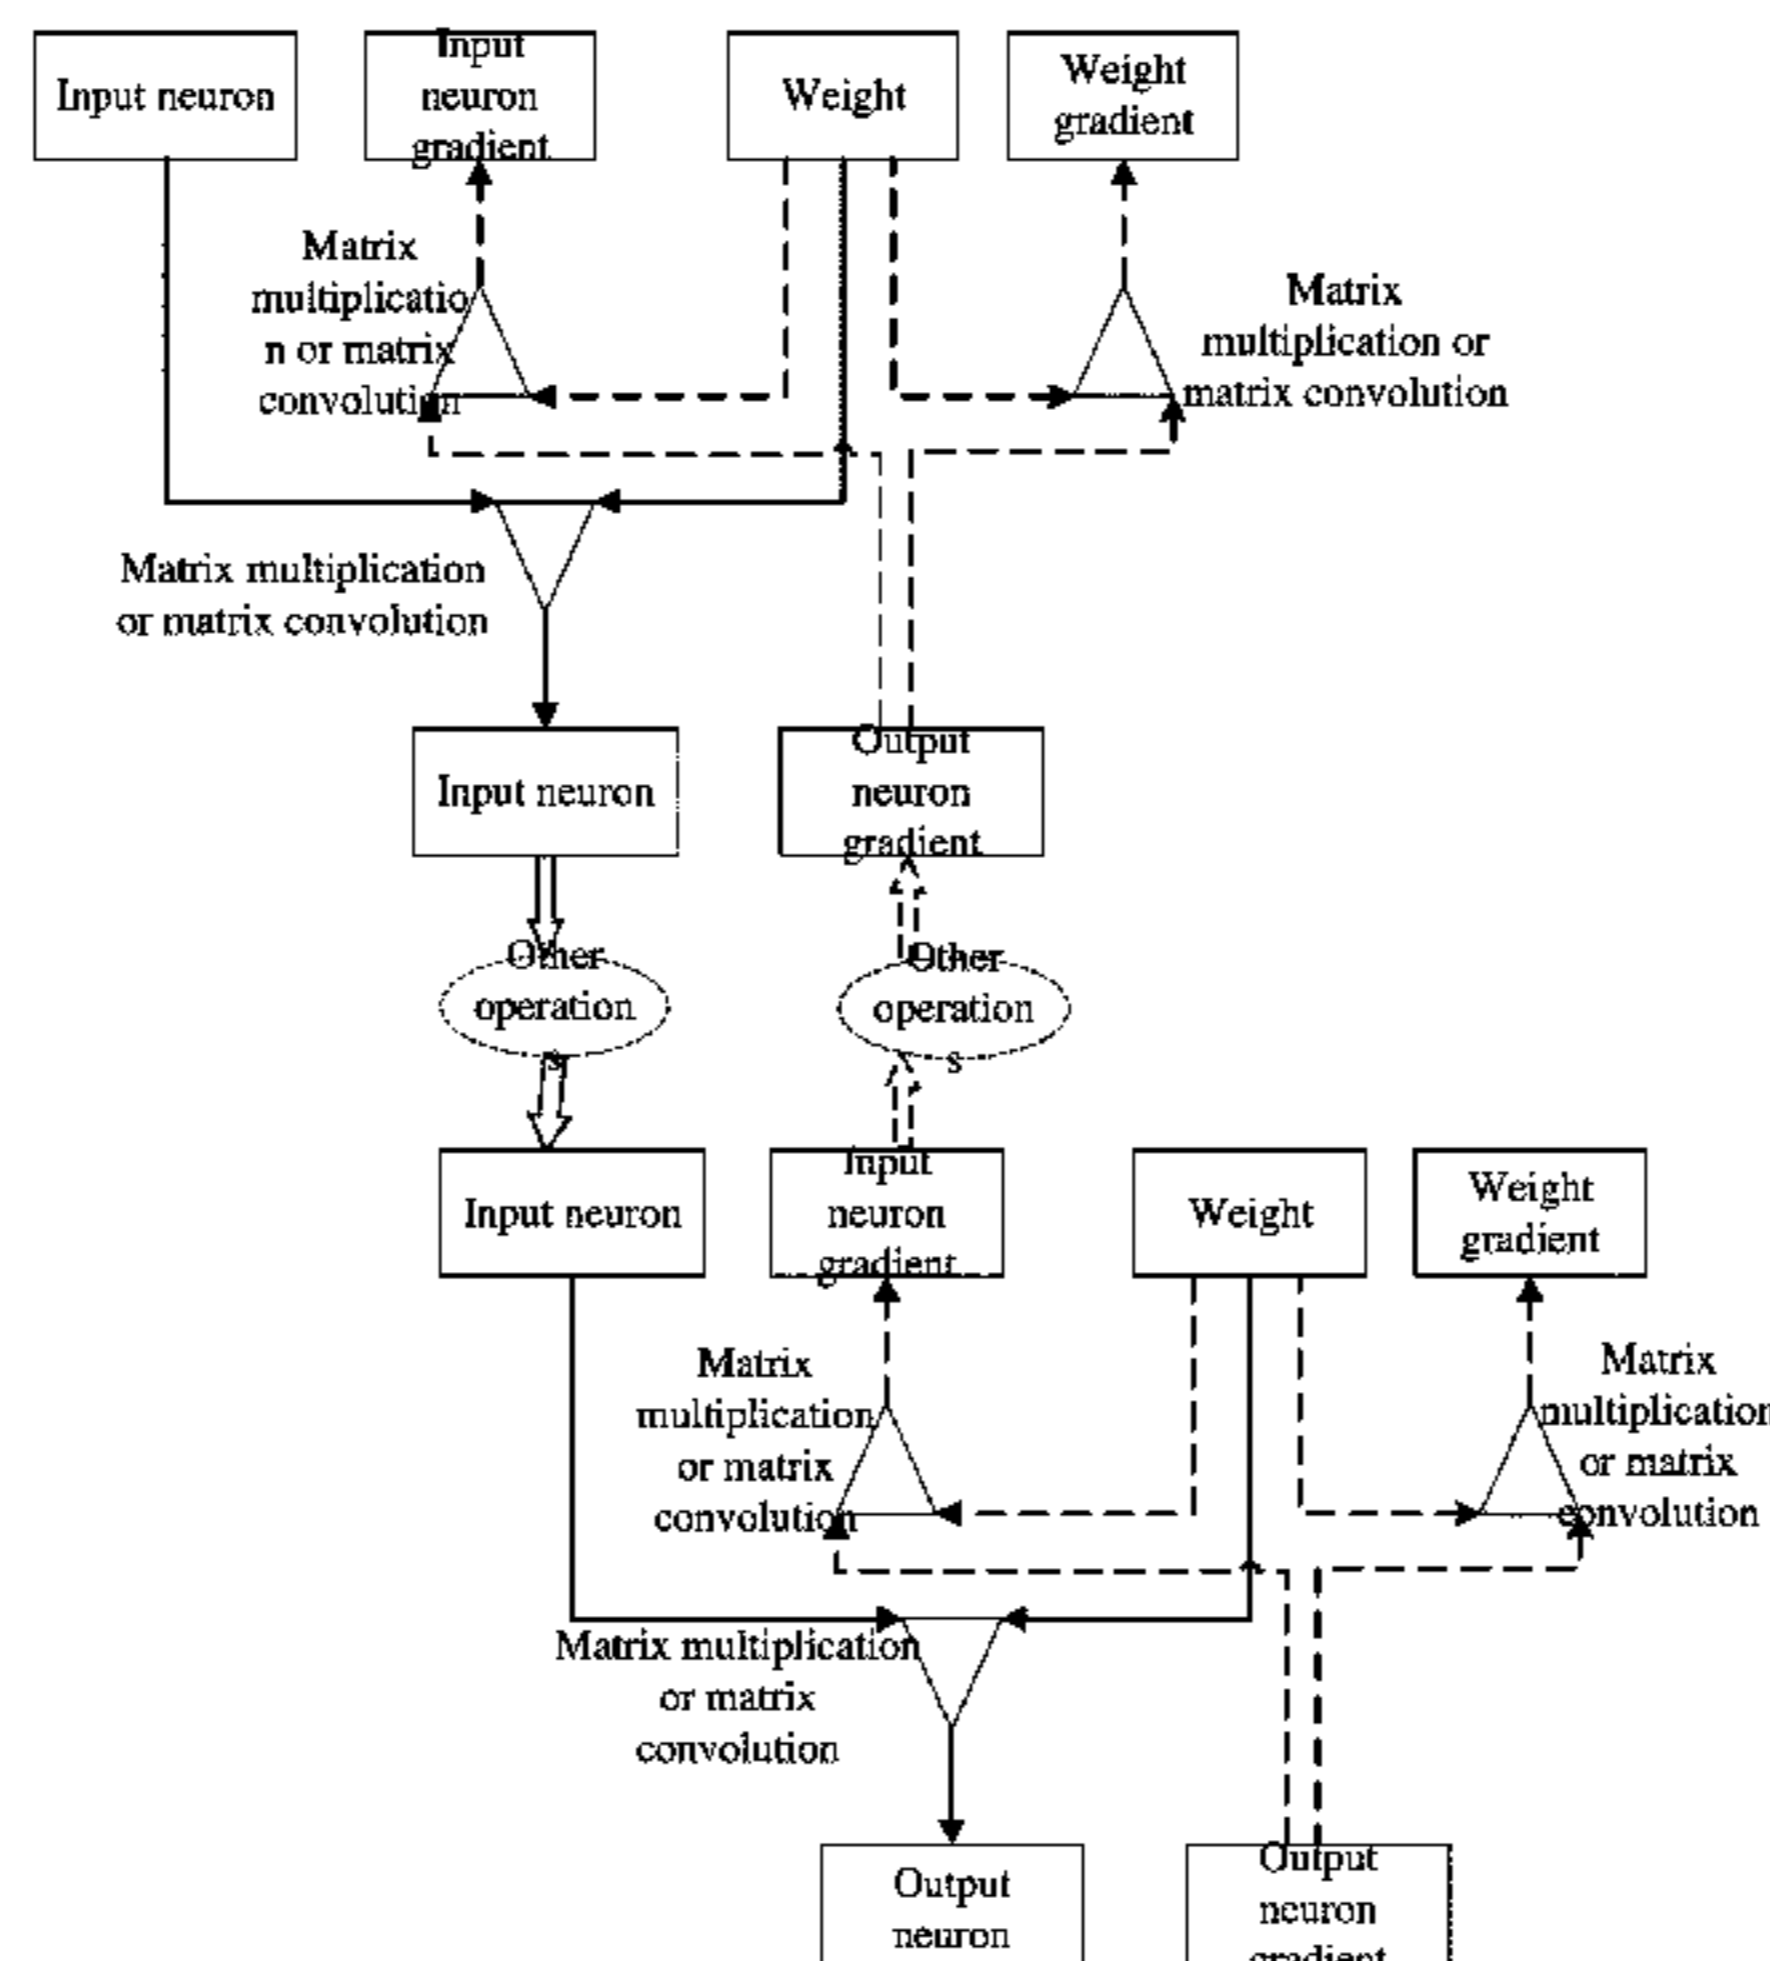 Input neuron
Input
neuron
gradient
Weight
Weight
gradient
Matrix
multiplicatio
n or matrix
convolution
Matrix
multiplication or
matrix convolution
Matrix multiplication
or matrix convolution
Input neuron
Output
neuron
gradient
Other
operation
s
Other
operation
s
Input neuron
Input
neuron
gradient
Weight
Weight
gradient
Matrix
multiplication
or matrix
convolution
Matrix
multiplication
or matrix
convolution
Matrix multiplication
or matrix
convolution
Output
neuron
Output
neuron
gradient